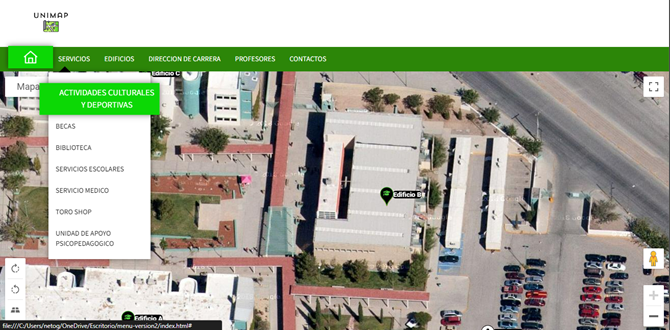 UNIMAP
SERVICIOS EDIFICIOS DIRECCION DE CARRERA PROFESORES CONTACTOS
Edificio C
Mapa
ACTIVIDADES CULTURALES
Y DEPORTIVAS
BECAS
BIBLIOTECA
SERVICIOS ESCOLARES
SERVICIO MEDICO
TORO SHOP
UNIDAD DE APOYO
PSICOPEDAGOGICO
Edificio B
Edificio A
file:///C:/Users/netog/OneDrive/Escritorio/menu-version2/index.html#